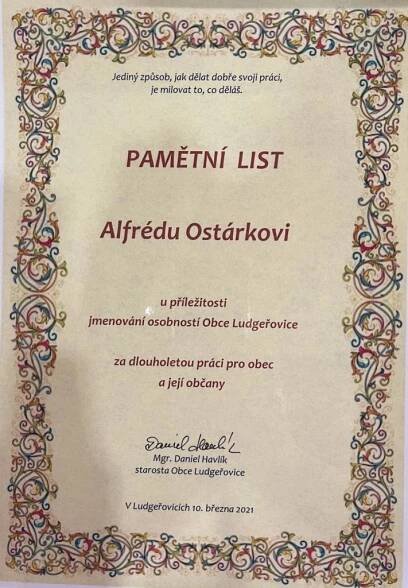 Jediný způsob, jak dělat dobře svoji práci,
je milovat to, co děláš.
PAMĚTNÍ LIST
Alfrédu Ostárkovi
u příležitosti
jmenování osobností Obce Ludgeřovice
za dlouholetou práci pro obec
a její občany
Daniel Havlík
Mgr. Daniel Havlík
starosta Obce Ludgeřovice
V Ludgeřovicích 10. března 2021